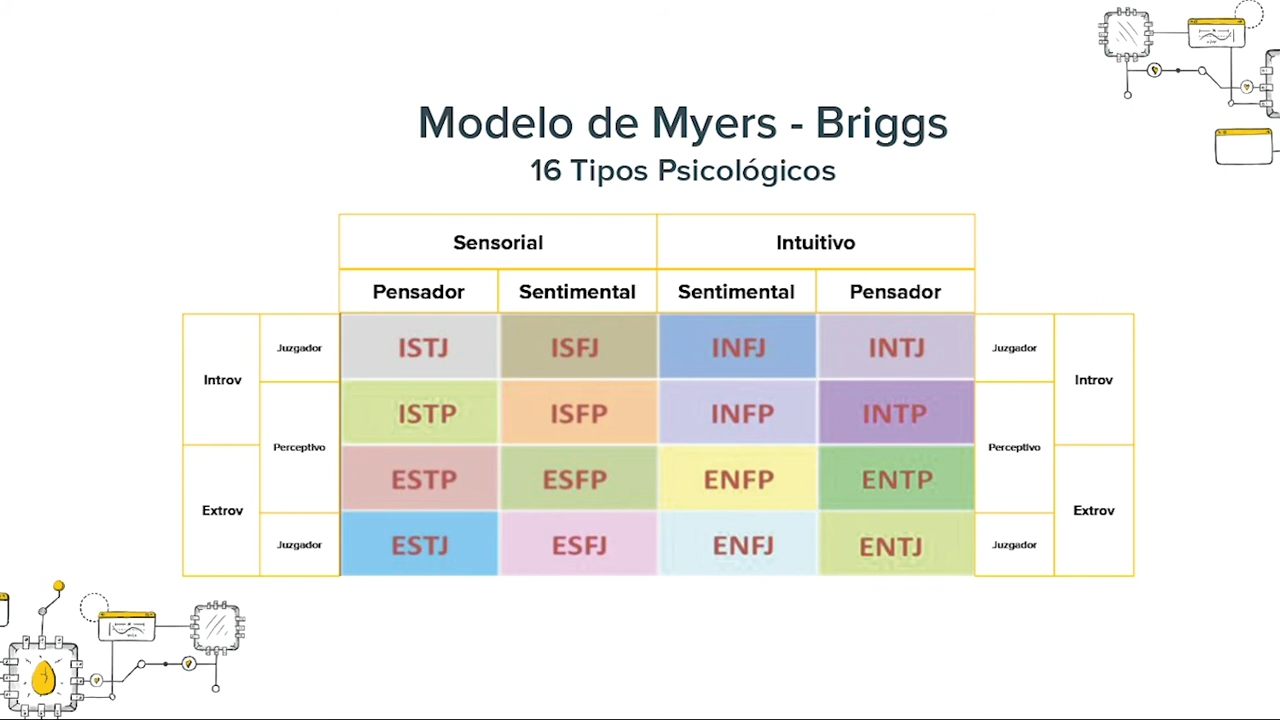 Modelo de Myers - Briggs
16 Tipos Psicológicos
Sensorial Intuitivo
Pensador Sentimental Sentimental Pensador
Juzgador ISTJ ISFJ INFJ INTJ Juzgador
Introv Introv
ISTP ISFP INFP INTP
Perceptivo Perceptivo
ESTP ESFP ENFP ENTP
Extrov Extrov
Juzgador ESTJ ESFJ ENFJ ENTJ Juzgador